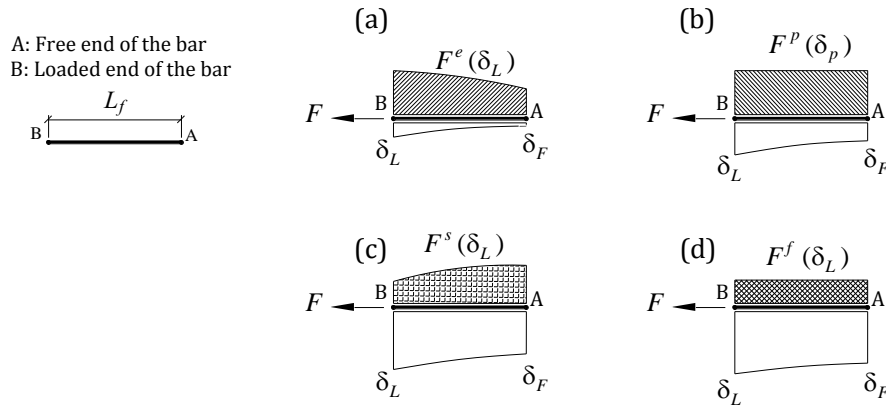 A: Free end of the bar
B: Loaded end of the bar
L_f
B A
(a)
F^e(δ_L)
B A
F
δ_L δ_F
(b)
F^p(δ_p)
B A
F
δ_L δ_F
(c)
F^s(δ_L)
B A
F
δ_L δ_F
(d)
F^f(δ_L)
B A
F
δ_L δ_F